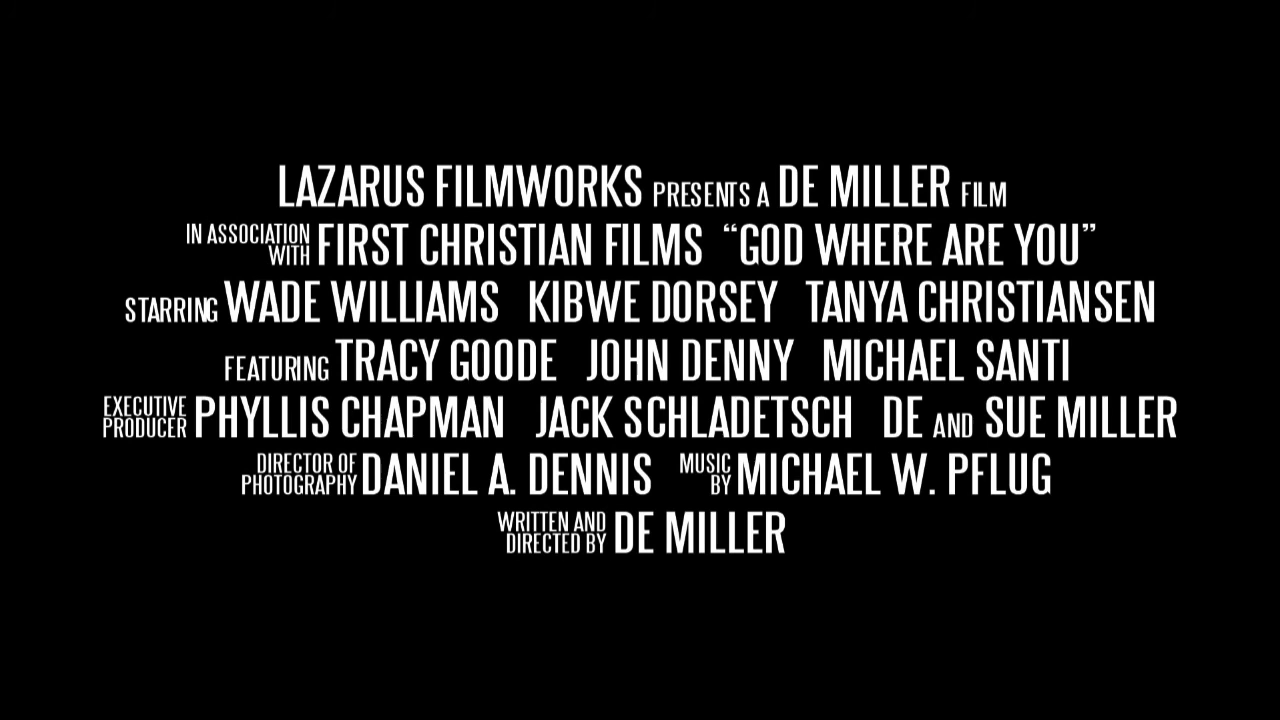 LAZARUS FILMWORKS PRESENTS A DE MILLER FILM
IN ASSOCIATION WITH FIRST CHRISTIAN FILMS “GOD WHERE ARE YOU”
STARRING WADE WILLIAMS KIBWE DORSEY TANYA CHRISTIANSEN
FEATURING TRACY GOODE JOHN DENNY MICHAEL SANTI
EXECUTIVE PRODUCER PHYLLIS CHAPMAN JACK SCHLADETSCH DE AND SUE MILLER
DIRECTOR OF PHOTOGRAPHY DANIEL A. DENNIS MUSIC BY MICHAEL W. PFLUG
WRITTEN AND DIRECTED BY DE MILLER